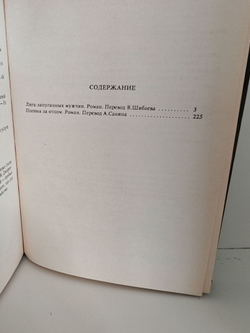 СОДЕРЖАНИЕ
Лига запуганных мужчин. Роман. Перевод В.Шибаева .......... 3
Погоня за отцом. Роман. Перевод А.Санина .......... 225